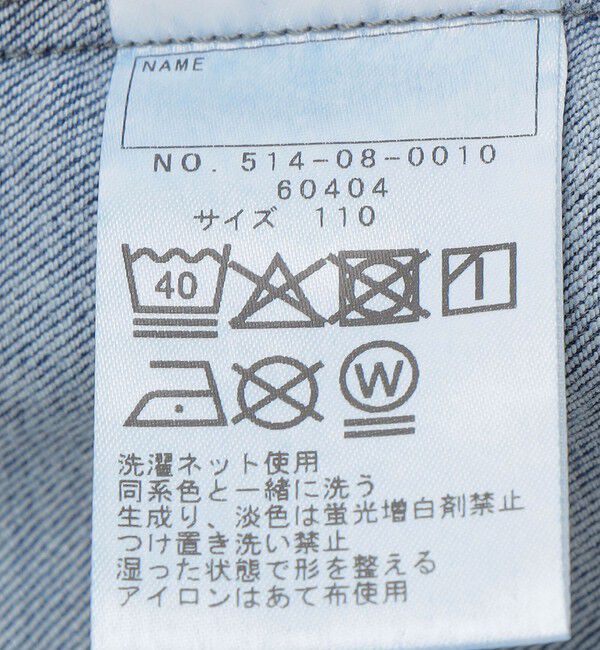 NAME
NO. 514-08-0010
60404
サイズ 110
40
W
洗濯ネット使用
同系色と一緒に洗う
生成り、淡色は蛍光増白剤禁止
つけ置き洗い禁止
湿った状態で形を整える
アイロンはあて布使用